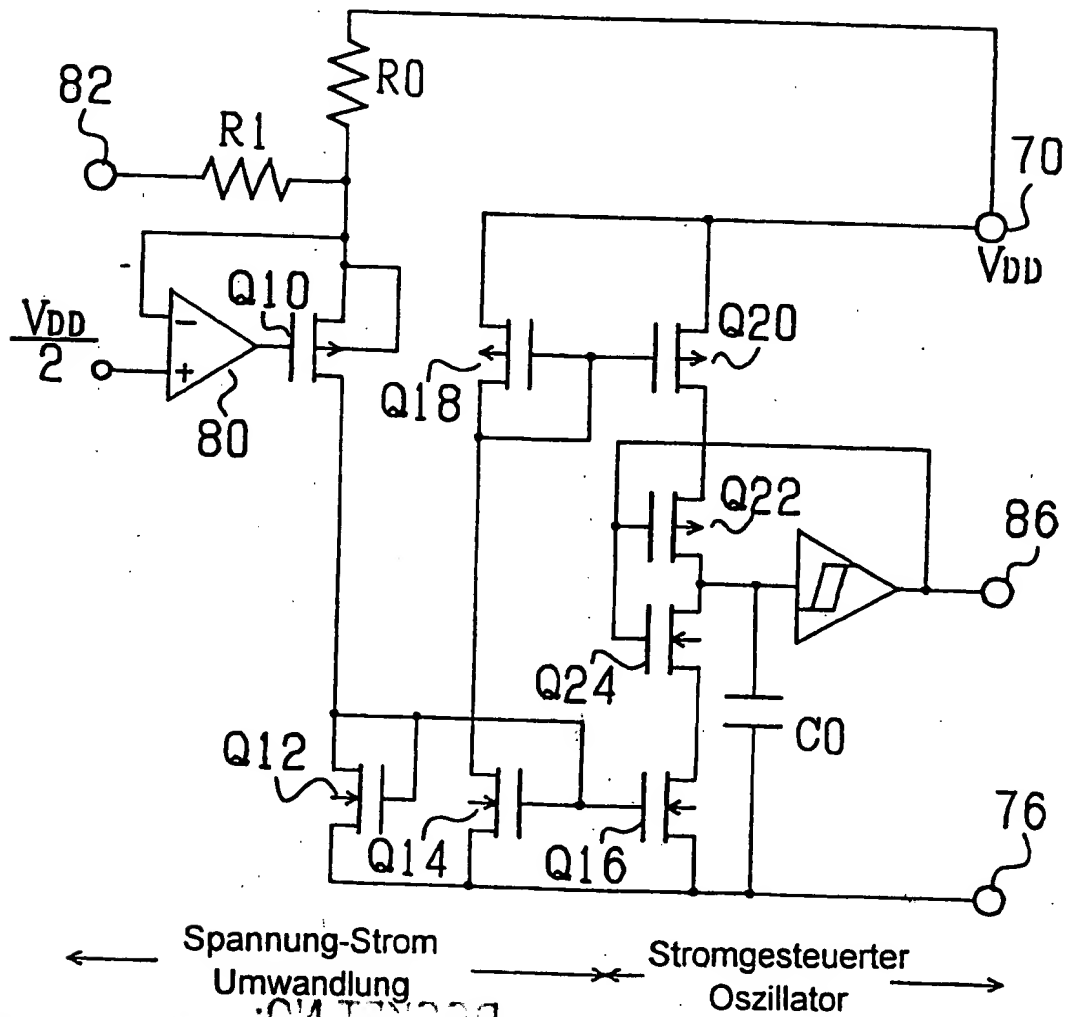 R0
82
R1
70
VDD
Q10
VDD
2
-
+
80
Q18
Q20
Q22
86
Q24
C0
Q12
Q14
Q16
76
Spannung-Strom
Umwandlung
Stromgesteuerter
Oszillator